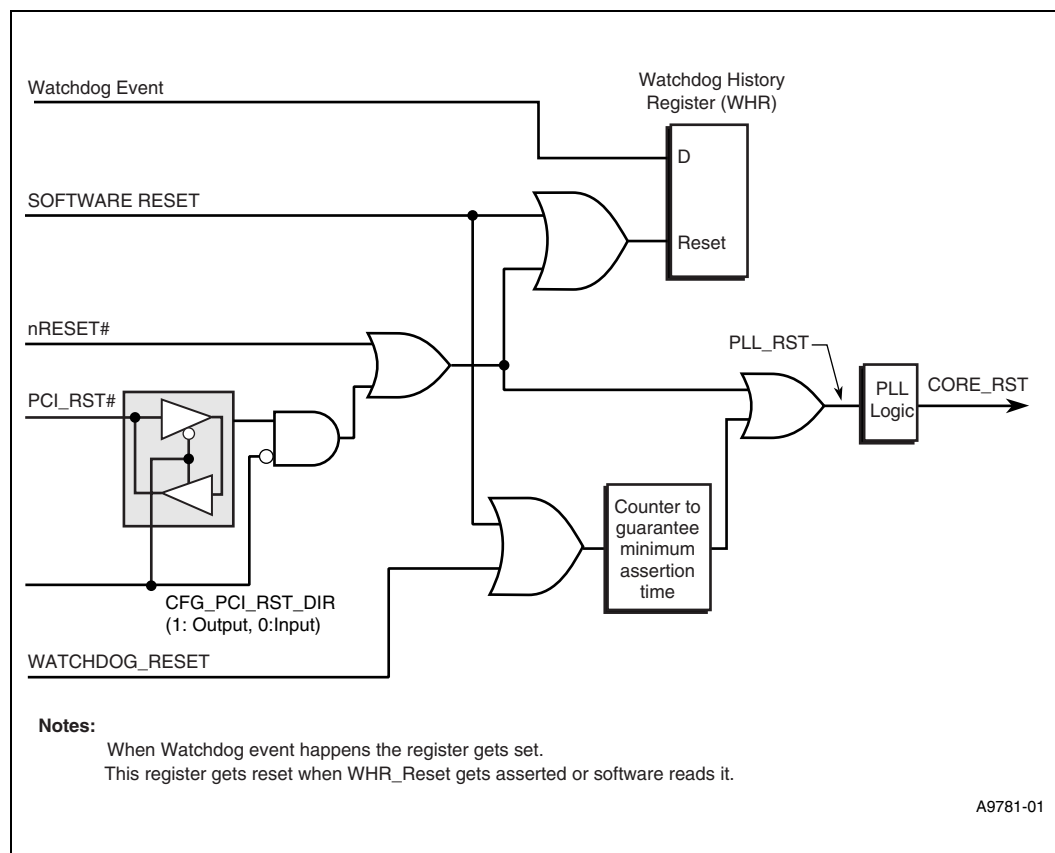 Watchdog Event
Watchdog History
Register (WHR)
D
SOFTWARE RESET
Reset
nRESET#
PLL_RST
PCI_RST#
PLL
Logic
CORE_RST
Counter to
guarantee
minimum
assertion
time
CFG_PCI_RST_DIR
(1: Output, 0:Input)
WATCHDOG_RESET
Notes:
When Watchdog event happens the register gets set.
This register gets reset when WHR_Reset gets asserted or software reads it.
A9781-01